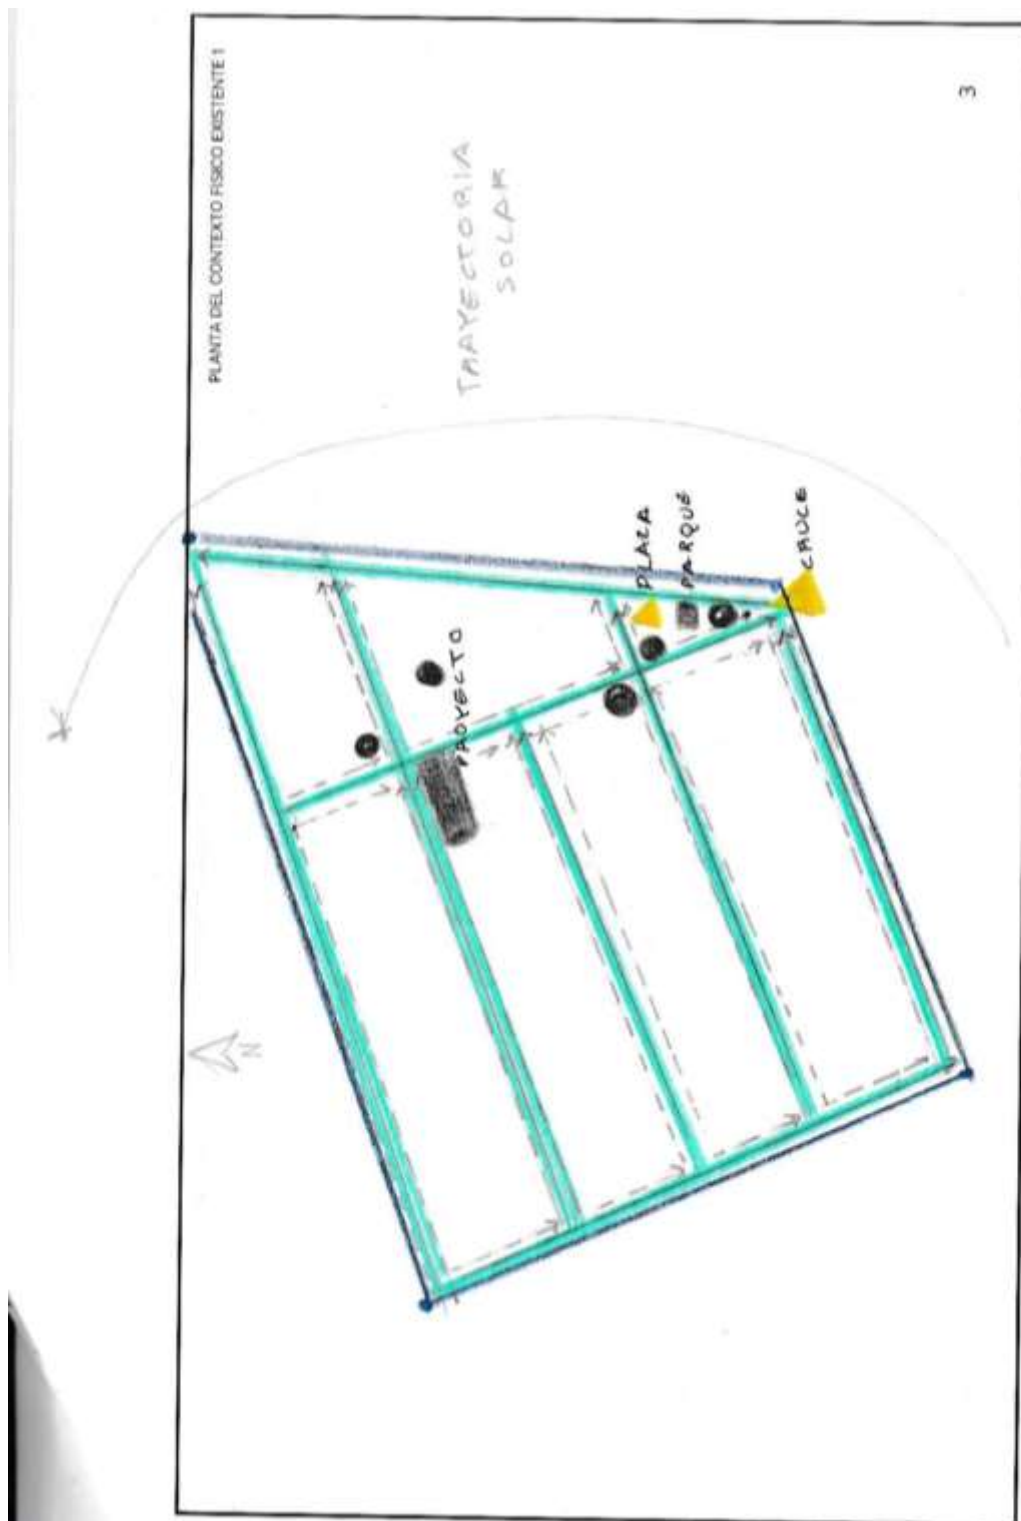 PLANTA DEL CONTEXTO FISICO EXISTENTE 1
3
TRAYECTORIA
SOLAR
PLAZA
PARQUE
CRUCE
PROYECTO
N